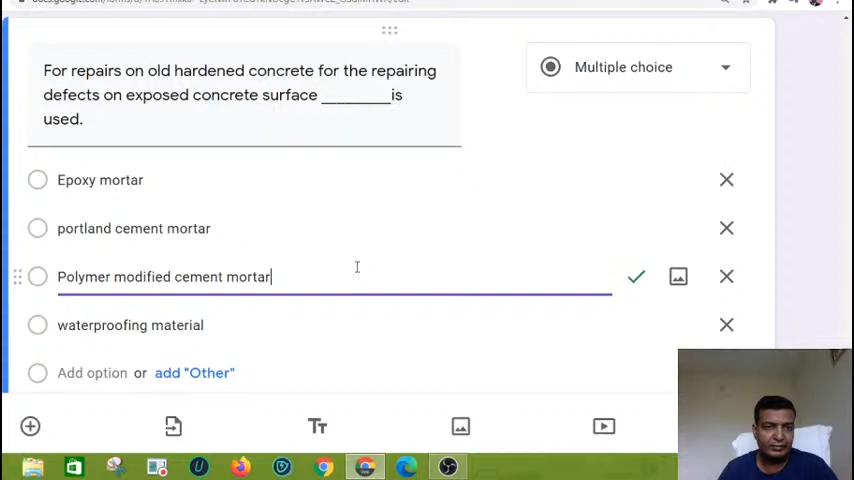 For repairs on old hardened concrete for the repairing
defects on exposed concrete surface ________is
used.
Multiple choice
Epoxy mortar
portland cement mortar
Polymer modified cement mortar
waterproofing material
Add option or add "Other"
Tt